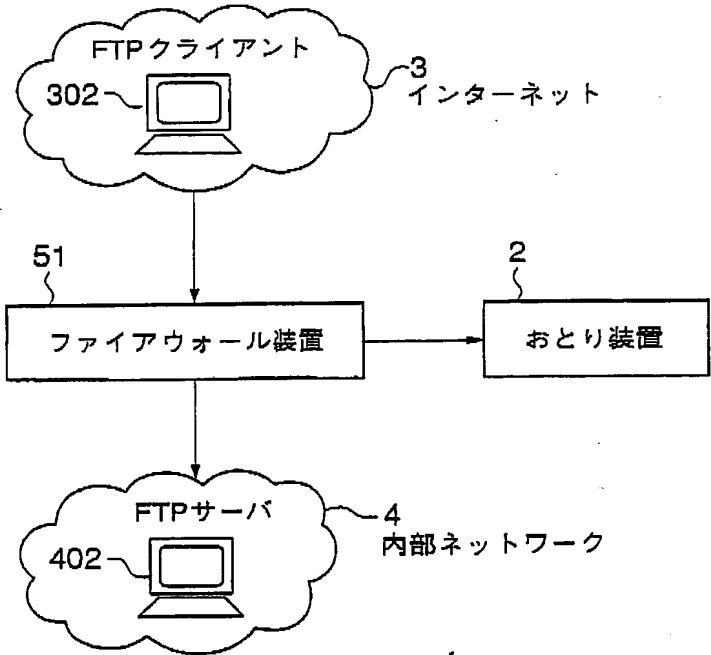 FTPクライアント
302
3
インターネット
51
ファイアウォール装置
2
おとり装置
FTPサーバ
402
4
内部ネットワーク